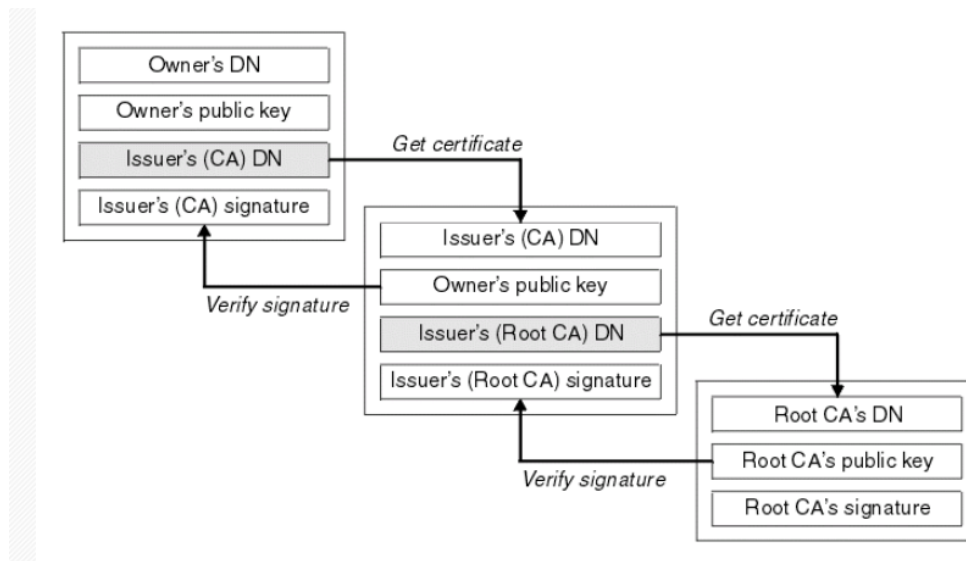 Owner's DN
Owner's public key
Issuer's (CA) DN
Issuer's (CA) signature
Get certificate
Verify signature
Issuer's (CA) DN
Owner's public key
Issuer's (Root CA) DN
Issuer's (Root CA) signature
Get certificate
Verify signature
Root CA's DN
Root CA's public key
Root CA's signature